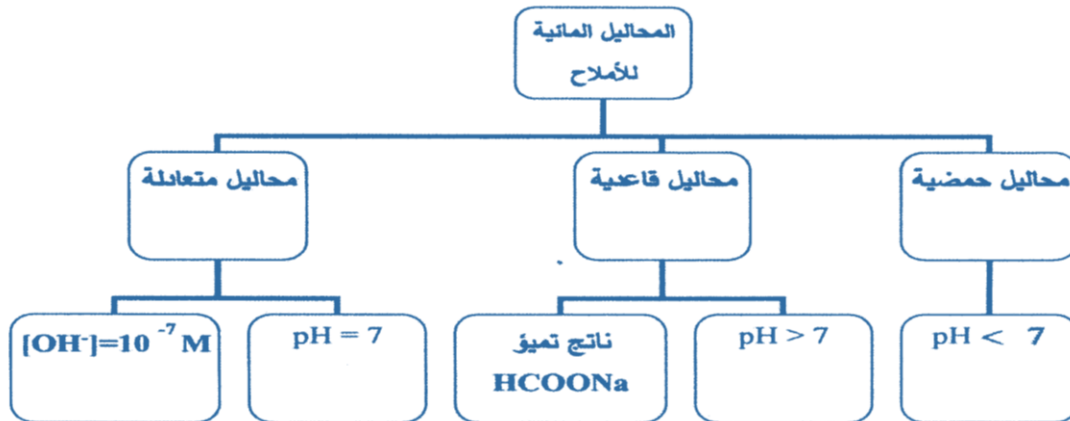 المحاليل المائية
للأملاح
محاليل حمضية
محاليل قاعدية
محاليل متعادلة
pH < 7
pH > 7
ناتج تميؤ
HCOONa
pH = 7
[OH-]=10 -7 M